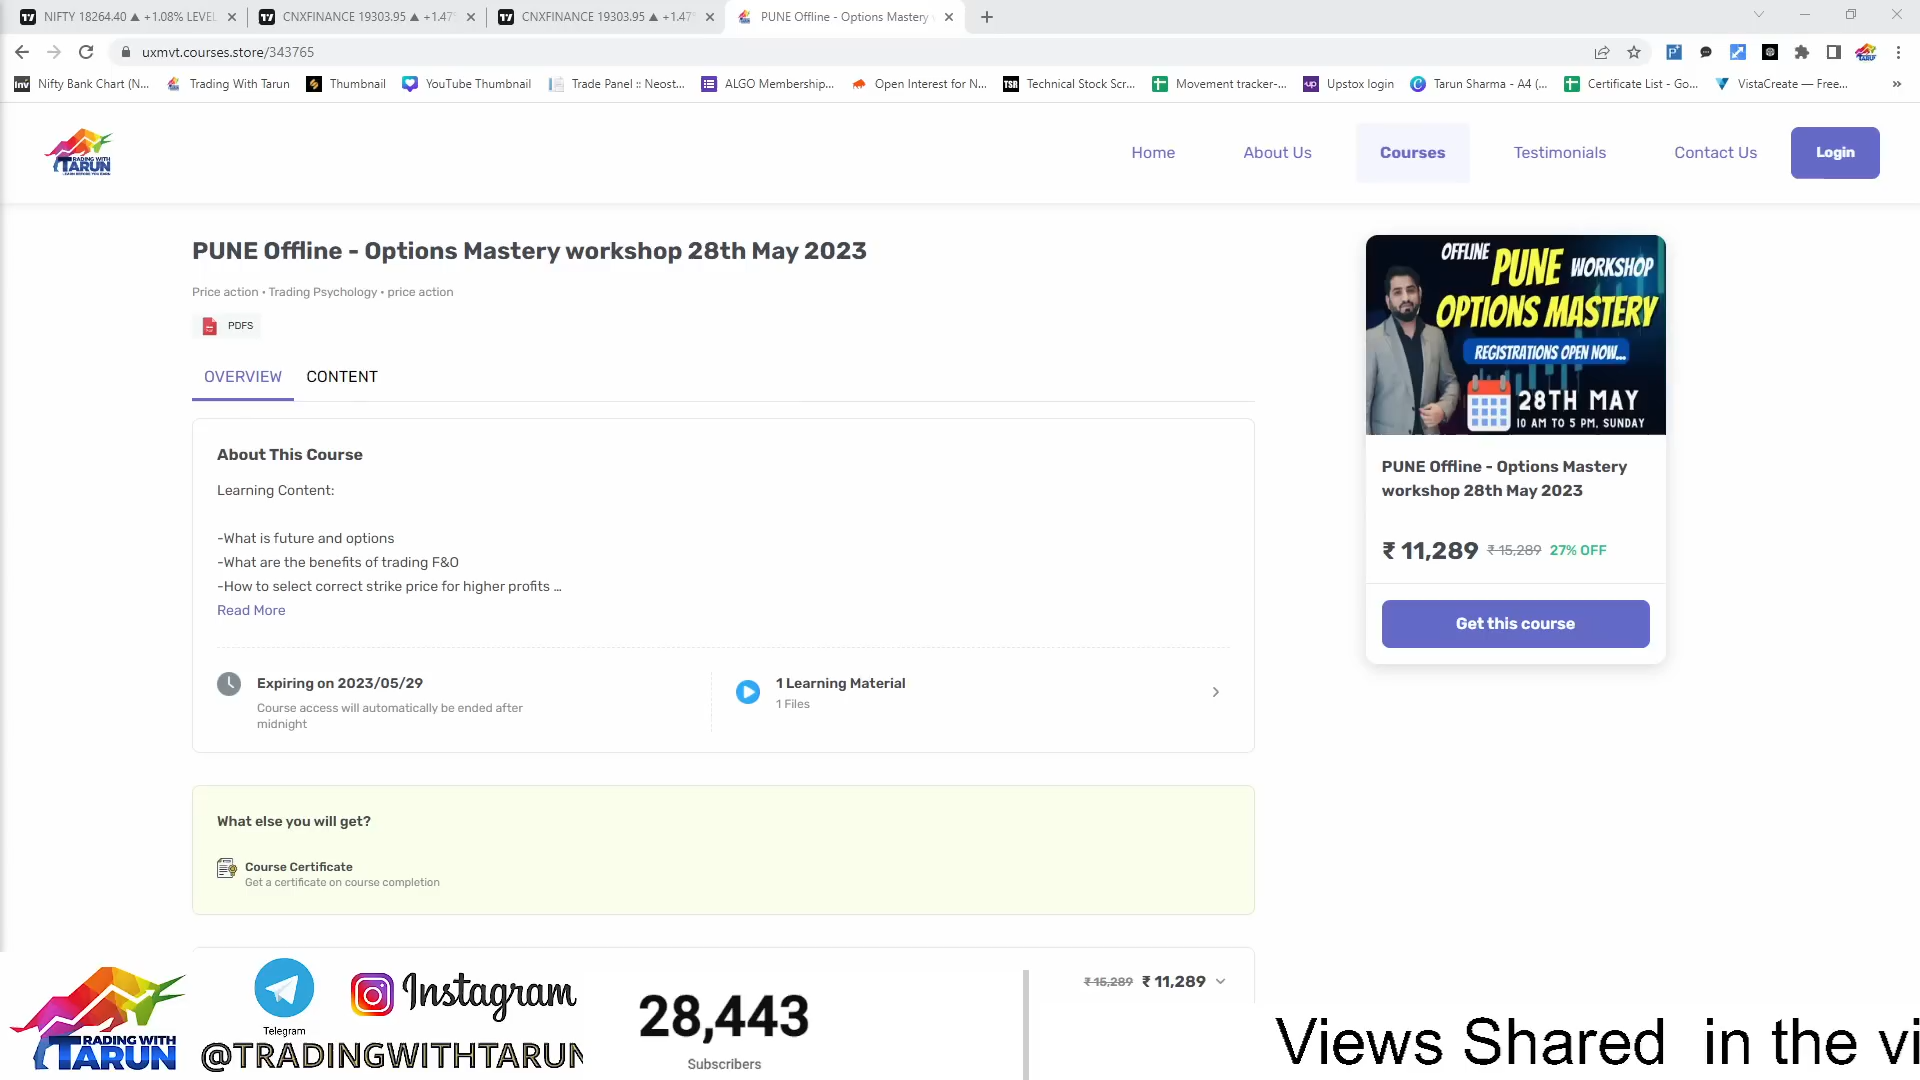 NIFTY 18264.40 ▲ +1.08% LEVEL
CNXFINANCE 19303.95 ▲ +1.47%
CNXFINANCE 19303.95 ▲ +1.47%
PUNE Offline - Options Mastery
uxmvt.courses.store/343765
Nifty Bank Chart (N...
Trading With Tarun
Thumbnail
YouTube Thumbnail
Trade Panel :: Neost...
ALGO Membership...
Open Interest for N...
TSR
Technical Stock Scr...
Movement tracker-...
up
Upstox login
Tarun Sharma - A4 (...
Certificate List - Go...
VistaCreate — Free...
RADING WITH
TARUN
Home
About Us
Courses
Testimonials
Contact Us
Login
PUNE Offline - Options Mastery workshop 28th May 2023
Price action • Trading Psychology • price action
PDFS
OVERVIEW
CONTENT
About This Course
Learning Content:
-What is future and options
-What are the benefits of trading F&O
-How to select correct strike price for higher profits ...
Read More
Expiring on 2023/05/29
Course access will automatically be ended after
midnight
1 Learning Material
1 Files
What else you will get?
Course Certificate
Get a certificate on course completion
OFFLINE PUNE WORKSHOP
OPTIONS MASTERY
REGISTRATIONS OPEN NOW...
28TH MAY
10 AM TO 5 PM, SUNDAY
PUNE Offline - Options Mastery
workshop 28th May 2023
₹ 11,289 ₹ 15,289 27% OFF
Get this course
₹ 15,289 ₹ 11,289
RADING WITH
TARUN
Telegram
Instagram
@TRADINGWITHTARUN
28,443
Subscribers
Views Shared in the vi